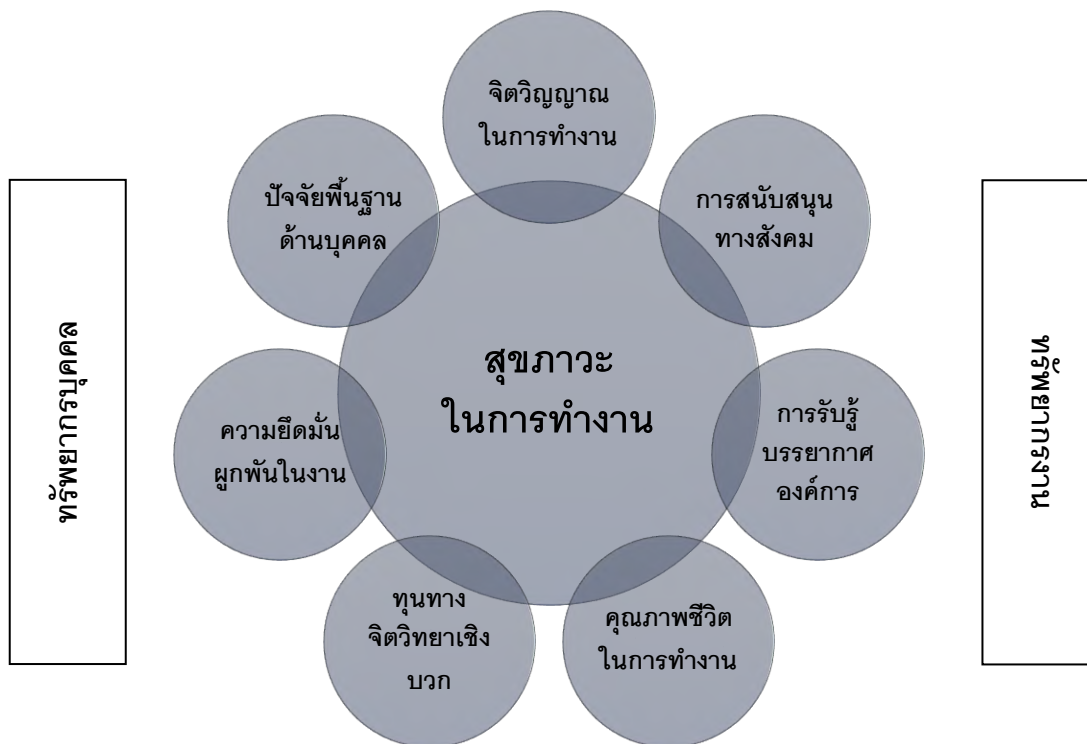 จิตวิญญาณ
ในการทำงาน
ปัจจัยพื้นฐาน
ด้านบุคคล
การสนับสนุน
ทางสังคม
ทรัพยากรบุคคล
สุขภาวะ
ในการทำงาน
ทรัพยากรงาน
ความยึดมั่น
ผูกพันในงาน
การรับรู้
บรรยากาศ
องค์การ
ทุนทาง
จิตวิทยาเชิง
บวก
คุณภาพชีวิต
ในการทำงาน